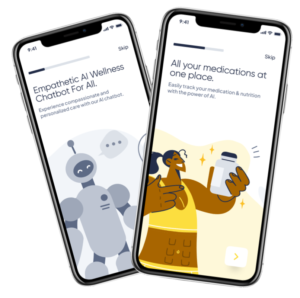 9:41
Skip
Empathetic AI Wellness
Chatbot For All.
Experience compassionate and
personalized care with our AI chatbot.
9:41
Skip
All your medications at
one place.
Easily track your medication & nutrition
with the power of AI.